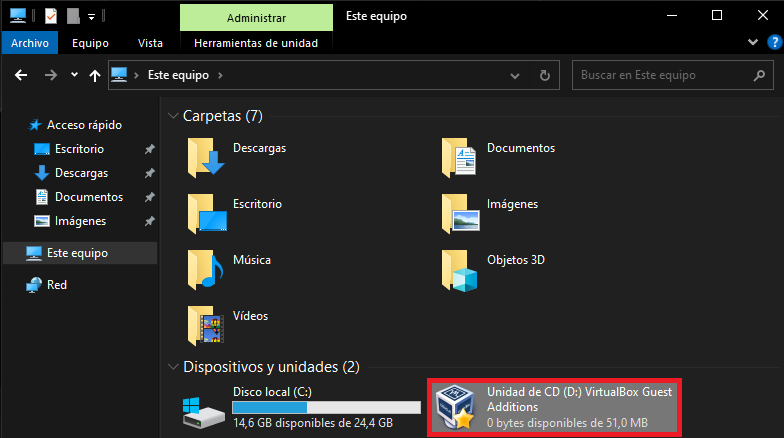 Administrar
Este equipo
Archivo
Equipo
Vista
Herramientas de unidad
Este equipo
Buscar en Este equipo
Acceso rápido
Escritorio
Descargas
Documentos
Imágenes
Este equipo
Red
Carpetas (7)
Descargas
Documentos
Escritorio
Imágenes
Música
Objetos 3D
Vídeos
Dispositivos y unidades (2)
Disco local (C:)
14,6 GB disponibles de 24,4 GB
Unidad de CD (D:) VirtualBox Guest
Additions
0 bytes disponibles de 51,0 MB